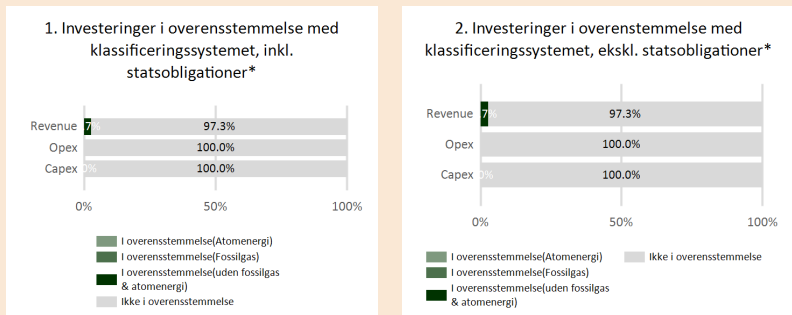 1. Investeringer i overensstemmelse med
klassificeringssystemet, inkl.
statsobligationer*
Revenue
97.3%
Opex
100.0%
Capex
100.0%
0%
50%
100%
I overensstemmelse(Atomenergi)
I overensstemmelse(Fossilgas)
I overensstemmelse(uden fossilgas
& atomenergi)
Ikke i overensstemmelse
2. Investeringer i overenstemmelse med
klassificeringssystemet, ekskl. statsobligationer*
Revenue
97.3%
Opex
100.0%
Capex
100.0%
0%
50%
100%
I overensstemmelse(Atomenergi)
Ikke i overensstemmelse
I overensstemmelse(Fossilgas)
I overensstemmelse(uden fossilgas
& atomenergi)